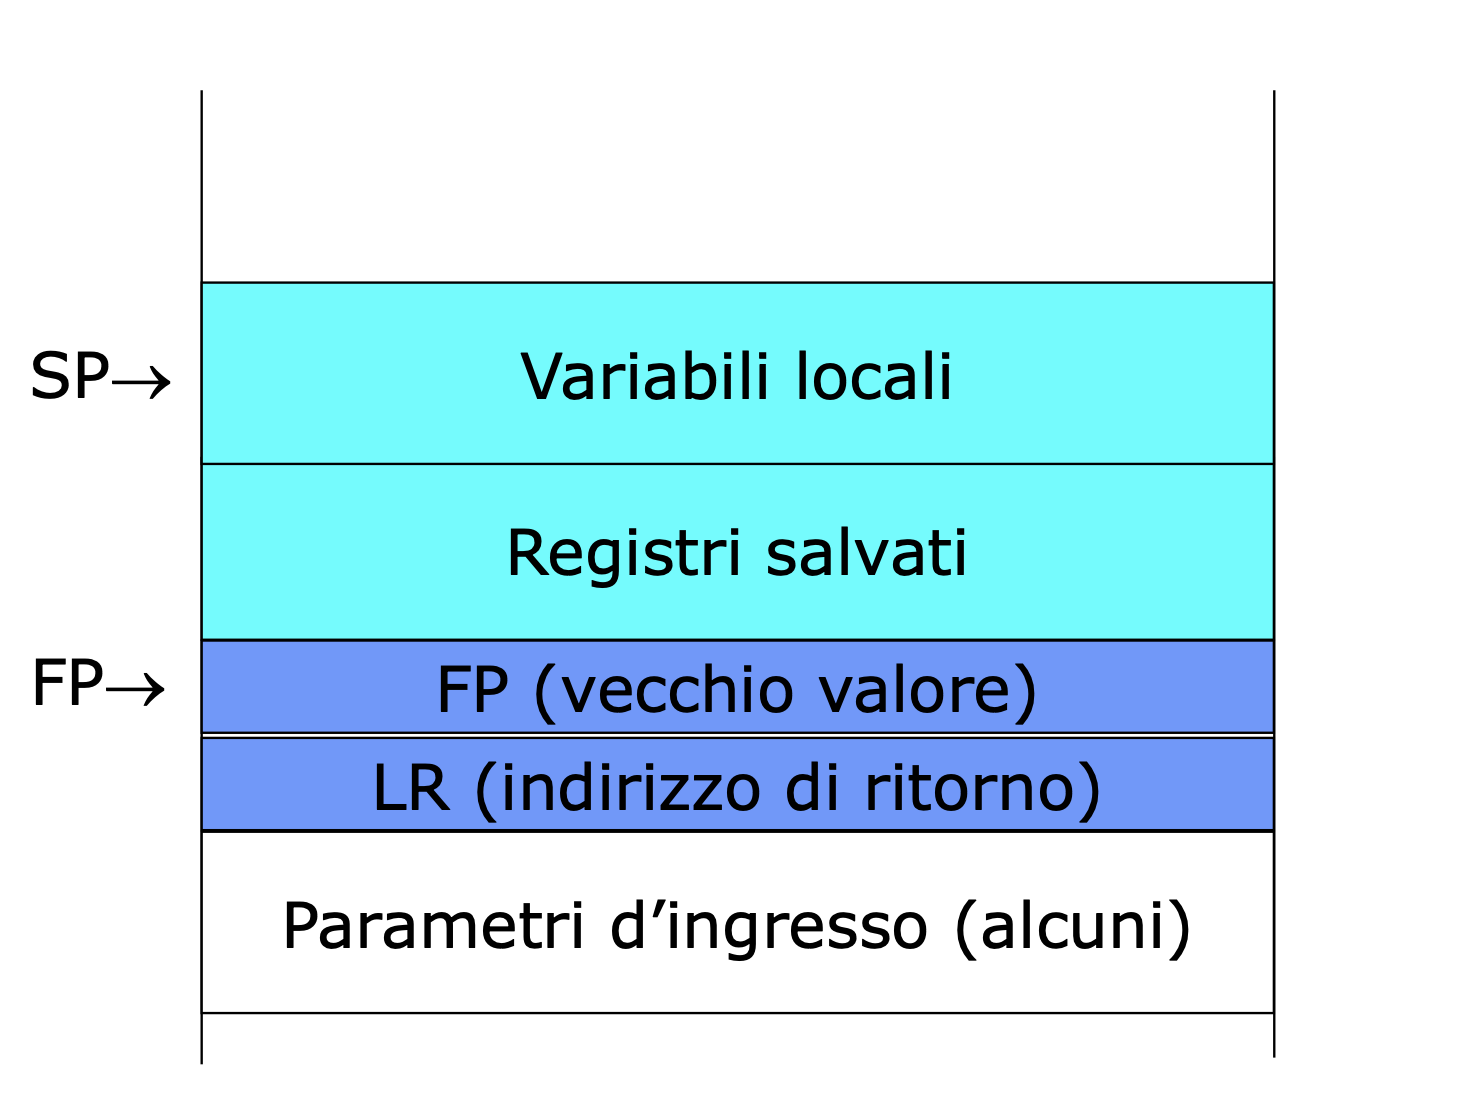 SP→ Variabili locali
Registri salvati
FP→ FP (vecchio valore)
LR (indirizzo di ritorno)
Parametri d’ingresso (alcuni)